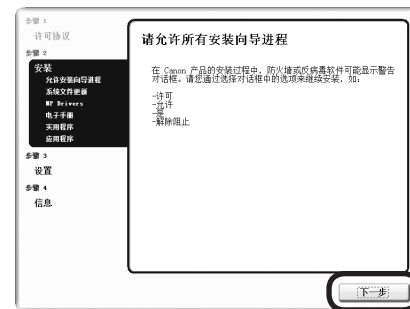 步骤 1
许可协议
步骤 2
安装
允许安装向导进程
系统文件更新
MP Drivers
电子手册
实用程序
应用程序
步骤 3
设置
步骤 4
信息
请允许所有安装向导进程
在 Canon 产品的安装过程中，防火墙或反病毒软件可能显示警告
对话框。请您通过选择对话框中的选项来继续安装，如：
-许可
-允许
-是
-解除阻止
下一步